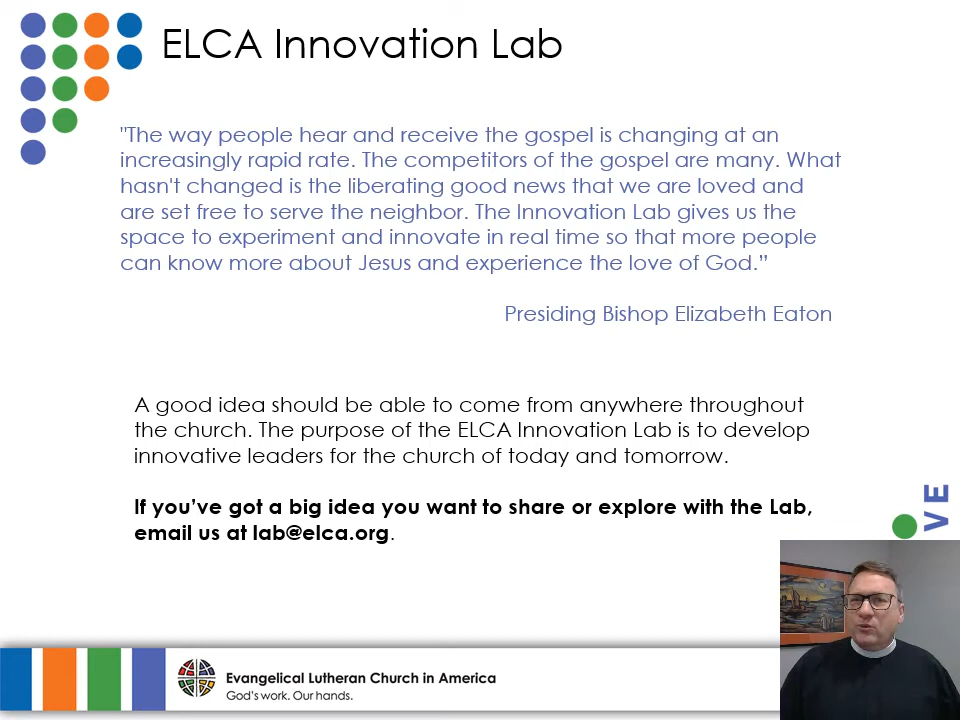 ELCA Innovation Lab
"The way people hear and receive the gospel is changing at an
increasingly rapid rate. The competitors of the gospel are many. What
hasn't changed is the liberating good news that we are loved and
are set free to serve the neighbor. The Innovation Lab gives us the
space to experiment and innovate in real time so that more people
can know more about Jesus and experience the love of God.”
Presiding Bishop Elizabeth Eaton
A good idea should be able to come from anywhere throughout
the church. The purpose of the ELCA Innovation Lab is to develop
innovative leaders for the church of today and tomorrow.
If you’ve got a big idea you want to share or explore with the Lab,
email us at lab@elca.org.
VE
Evangelical Lutheran Church in America
God's work. Our hands.